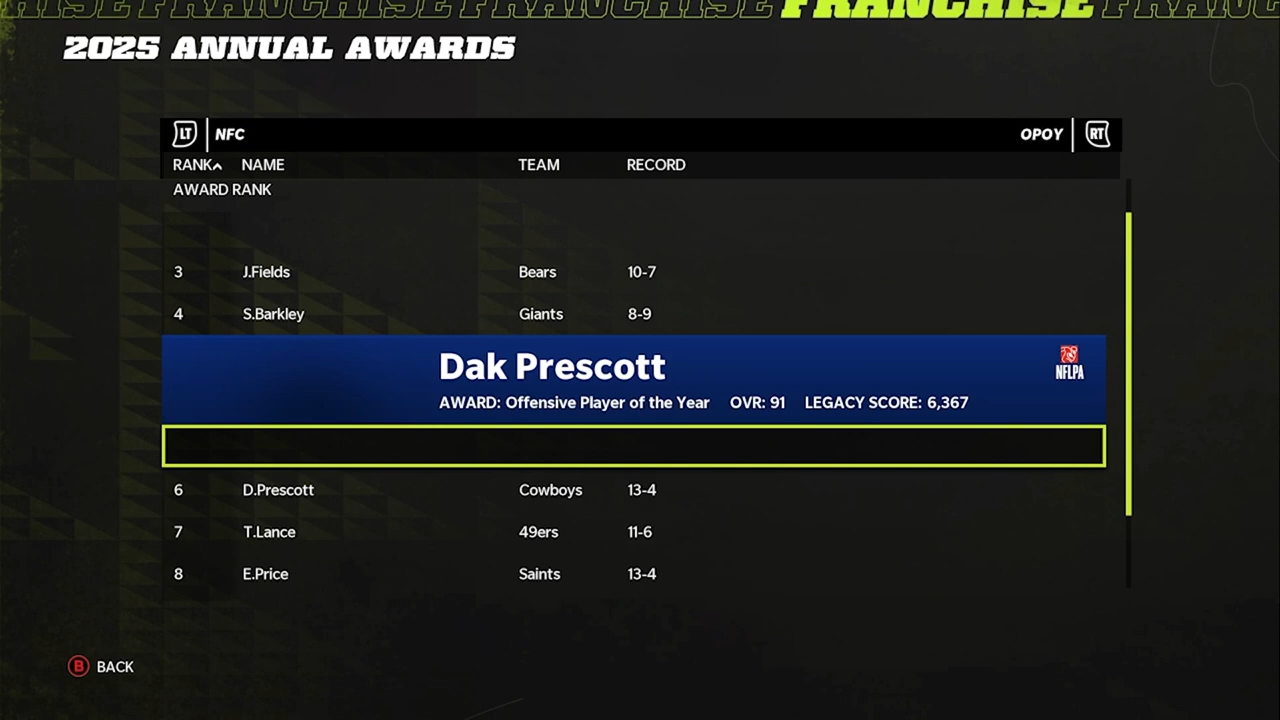 FRANCHISE FRANCHISE FRANCHISE FRANCHISE
2025 ANNUAL AWARDS
LT NFC OPOY RT
RANK NAME TEAM RECORD
AWARD RANK
3 J.Fields Bears 10-7
4 S.Barkley Giants 8-9
Dak Prescott
NFLPA
AWARD: Offensive Player of the Year OVR: 91 LEGACY SCORE: 6,367
6 D.Prescott Cowboys 13-4
7 T.Lance 49ers 11-6
8 E.Price Saints 13-4
B BACK